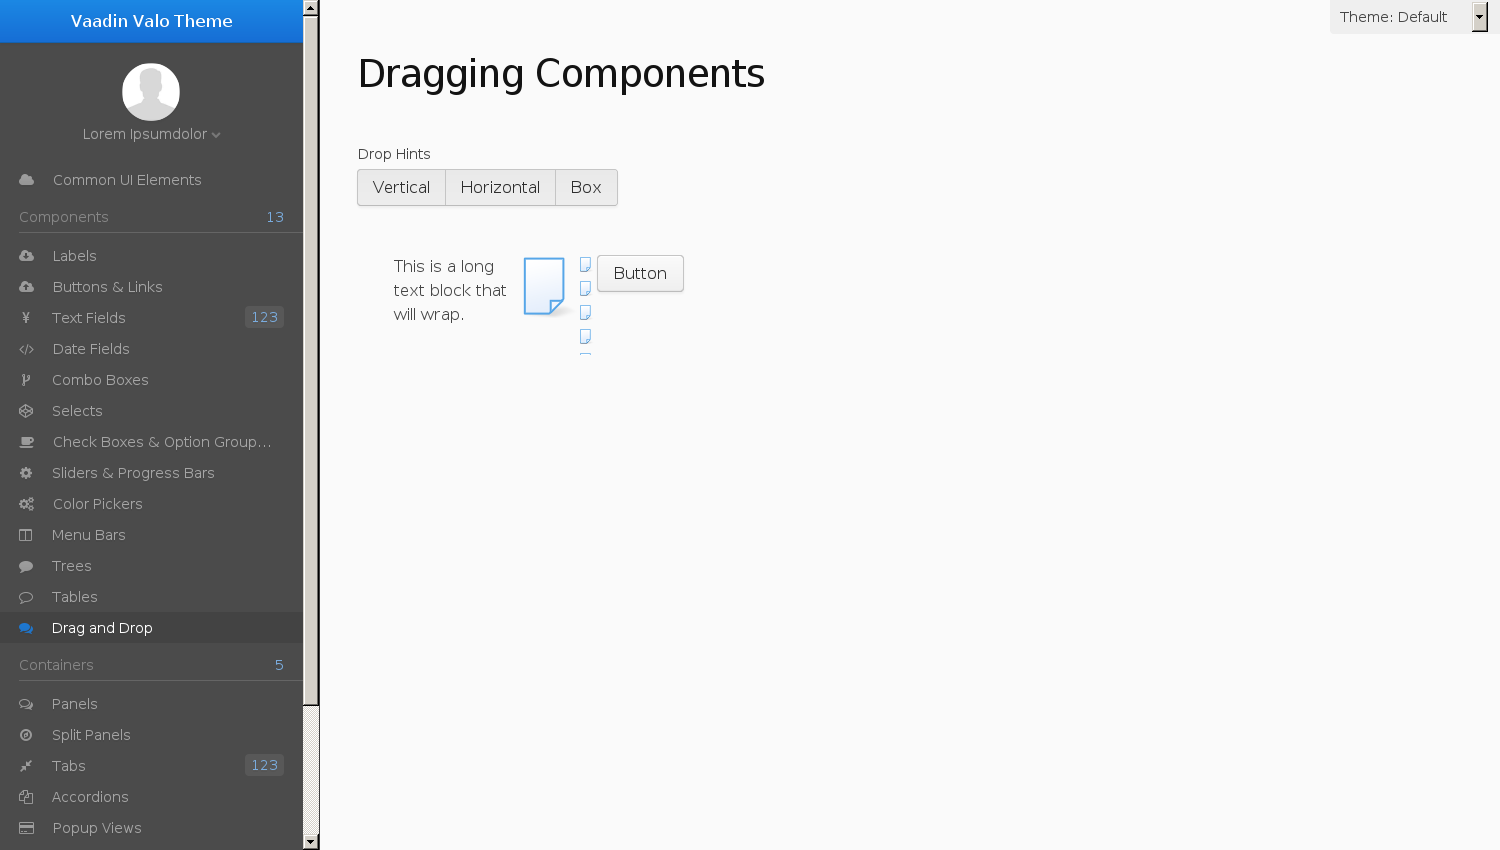 Vaadin Valo Theme
Lorem Ipsumdolor
Common UI Elements
Components 13
Labels
Buttons & Links
Text Fields 123
Date Fields
Combo Boxes
Selects
Check Boxes & Option Group...
Sliders & Progress Bars
Color Pickers
Menu Bars
Trees
Tables
Drag and Drop
Containers 5
Panels
Split Panels
Tabs 123
Accordions
Popup Views
Theme: Default
Dragging Components
Drop Hints
Vertical Horizontal Box
This is a long
text block that
will wrap.
Button